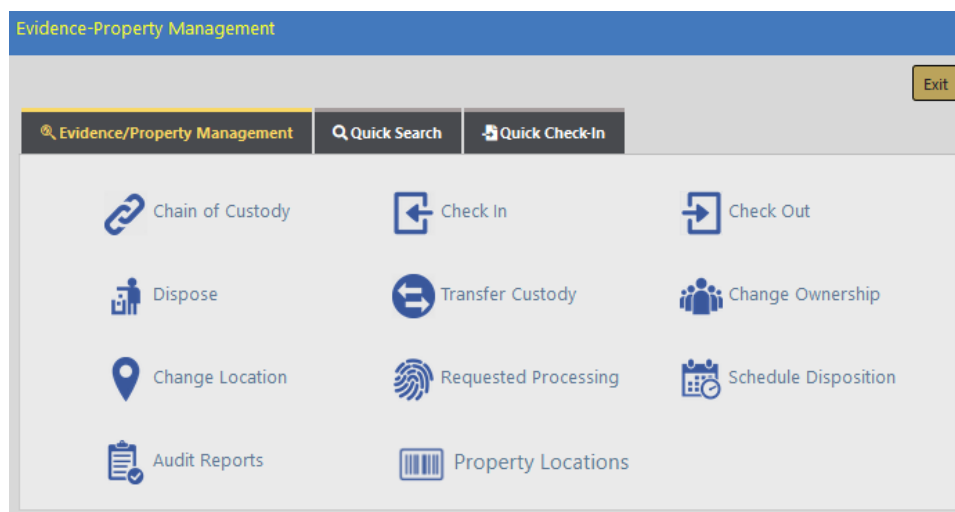 Evidence-Property Management
Exit
Evidence/Property Management Quick Search Quick Check-In
Chain of Custody Check In Check Out
Dispose Transfer Custody Change Ownership
Change Location Requested Processing Schedule Disposition
Audit Reports Property Locations